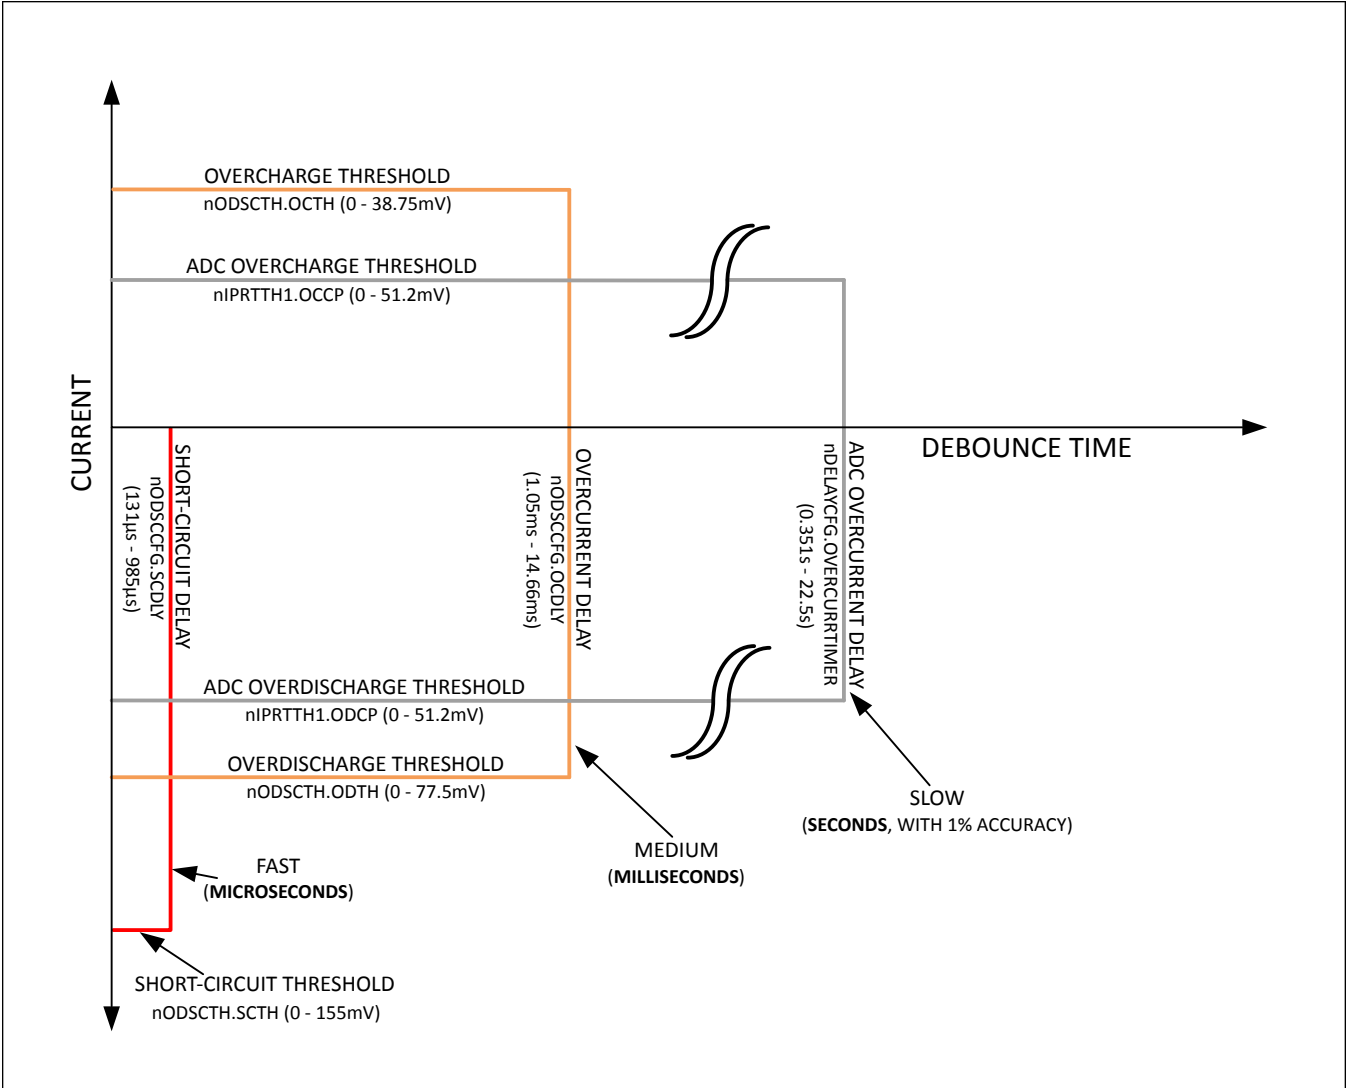 OVERCHARGE THRESHOLD
nODSCTH.OCTH (0 - 38.75mV)
ADC OVERCHARGE THRESHOLD
nIPRTTH1.OCCP (0 - 51.2mV)
CURRENT
DEBOUNCE TIME
SHORT-CIRCUIT DELAY
nODSCCFG.SCDLY
(131µs - 985µs)
OVERCURRENT DELAY
nODSCCFG.OCDLY
(1.05ms - 14.66ms)
ADC OVERCURRENT DELAY
nDELAYCFG.OVERCURRTIMER
(0.351s - 22.5s)
ADC OVERDISCHARGE THRESHOLD
nIPRTTH1.ODCP (0 - 51.2mV)
OVERDISCHARGE THRESHOLD
nODSCTH.ODTH (0 - 77.5mV)
SLOW
(SECONDS, WITH 1% ACCURACY)
MEDIUM
(MILLISECONDS)
FAST
(MICROSECONDS)
SHORT-CIRCUIT THRESHOLD
nODSCTH.SCTH (0 - 155mV)